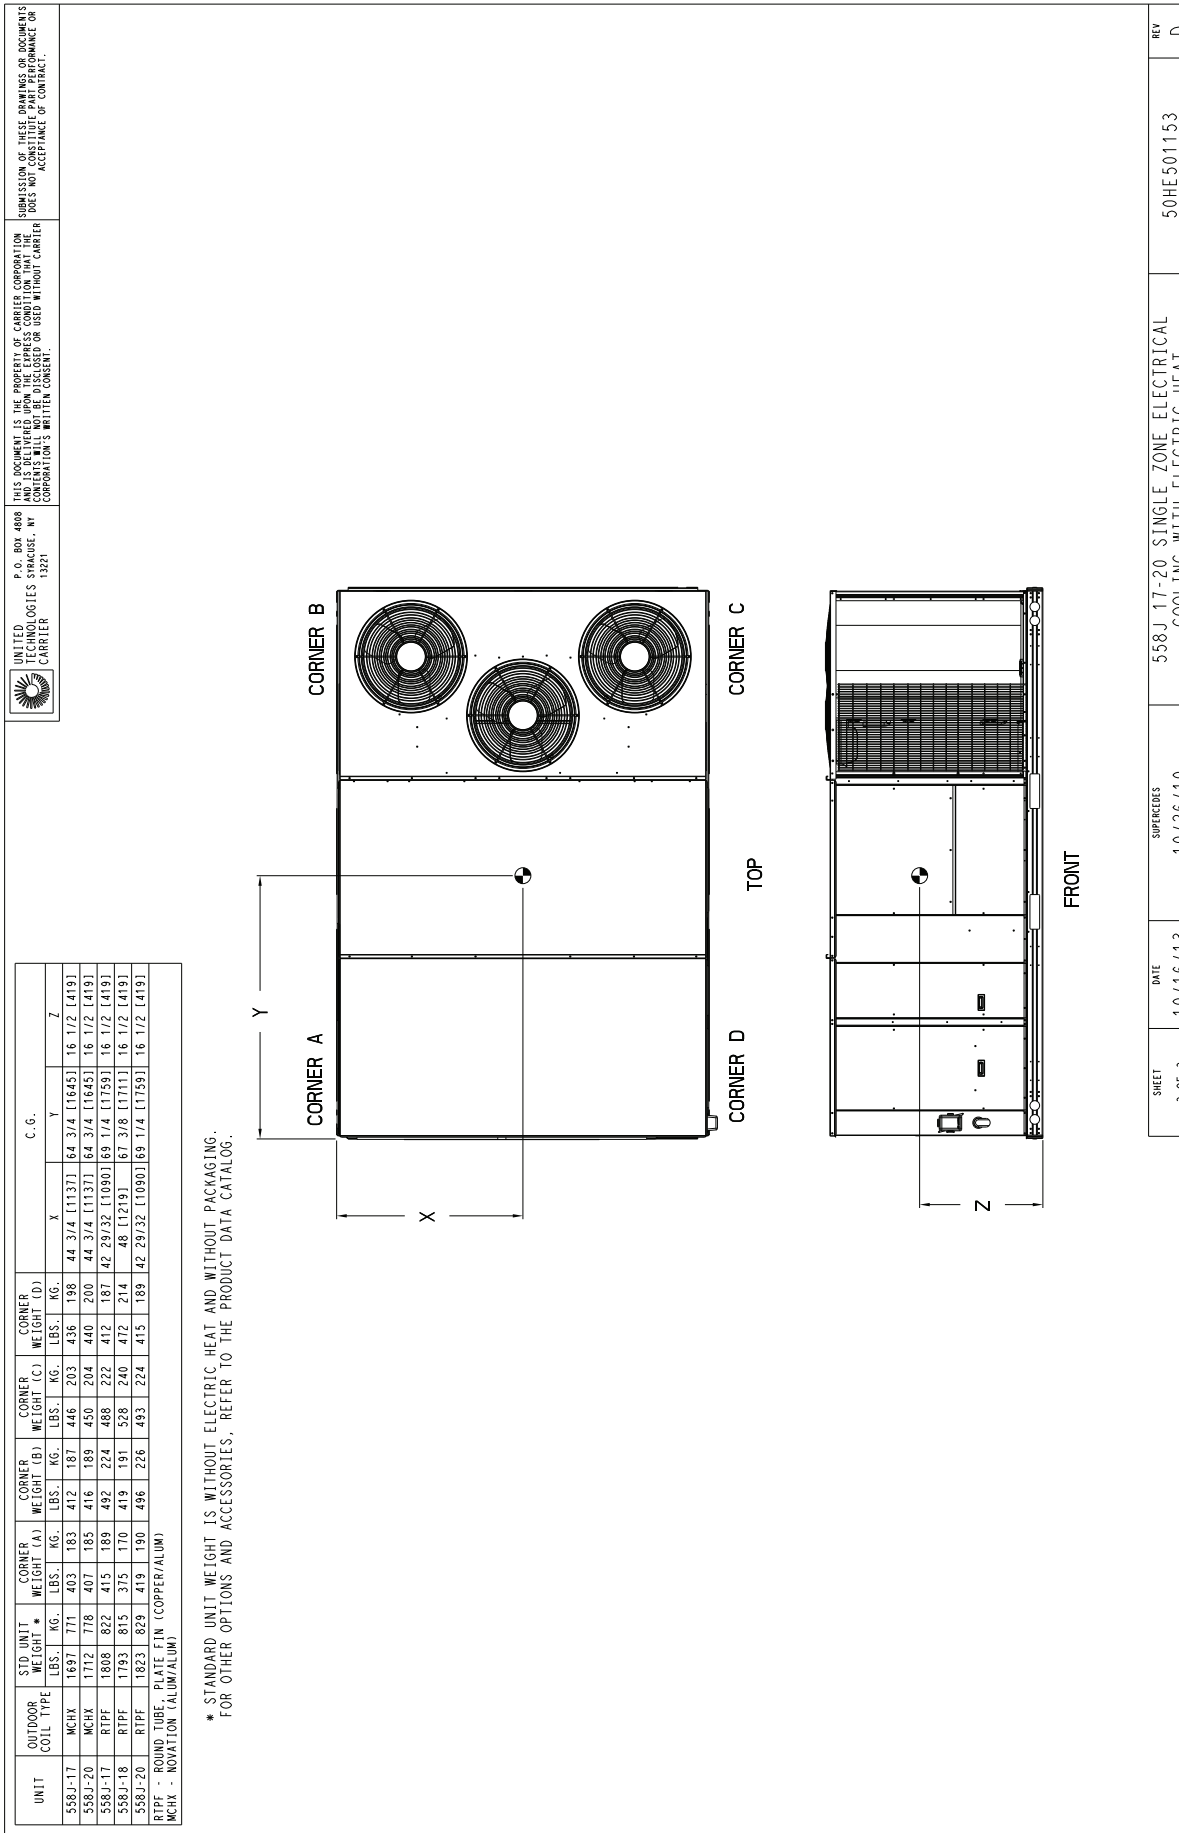 UNITED
TECHNOLOGIES
CARRIER
P.O. BOX 4808
SYRACUSE, NY
13221
THIS DOCUMENT IS THE PROPERTY OF CARRIER CORPORATION
AND IS DELIVERED UPON THE EXPRESS CONDITION THAT THE
CONTENTS WILL NOT BE DISCLOSED OR USED WITHOUT CARRIER
CORPORATION'S WRITTEN CONSENT.
SUBMISSION OF THESE DRAWINGS OR DOCUMENTS
DOES NOT CONSTITUTE PART PERFORMANCE OR
ACCEPTANCE OF CONTRACT.
UNIT OUTDOOR COIL TYPE STD UNIT WEIGHT * CORNER WEIGHT (A) CORNER WEIGHT (B) CORNER WEIGHT (C) CORNER WEIGHT (D) C.G.
LBS. KG. LBS. KG. LBS. KG. LBS. KG. LBS. KG. X Y Z
558J-17 MCHX 1697 771 403 183 412 187 446 203 436 198 44 3/4 [1137] 64 3/4 [1645] 16 1/2 [419]
558J-20 MCHX 1712 778 407 185 416 189 450 204 440 200 44 3/4 [1137] 64 3/4 [1645] 16 1/2 [419]
558J-17 RTPF 1808 822 415 189 492 224 488 222 412 187 42 29/32 [1090] 69 1/4 [1759] 16 1/2 [419]
558J-18 RTPF 1793 815 375 170 419 191 528 240 472 214 48 [1219] 67 3/8 [1711] 16 1/2 [419]
558J-20 RTPF 1823 829 419 190 496 226 493 224 415 189 42 29/32 [1090] 69 1/4 [1759] 16 1/2 [419]
RTPF - ROUND TUBE, PLATE FIN (COPPER/ALUM)
MCHX - NOVATION (ALUM/ALUM)
* STANDARD UNIT WEIGHT IS WITHOUT ELECTRIC HEAT AND WITHOUT PACKAGING.
FOR OTHER OPTIONS AND ACCESSORIES, REFER TO THE PRODUCT DATA CATALOG.
Y
CORNER A
CORNER B
X
CORNER D
CORNER C
TOP
Z
FRONT
SHEET
DATE
SUPERCEDES
558J 17-20 SINGLE ZONE ELECTRICAL
COOLING WITH ELECTRIC HEAT
50HE501153
REV